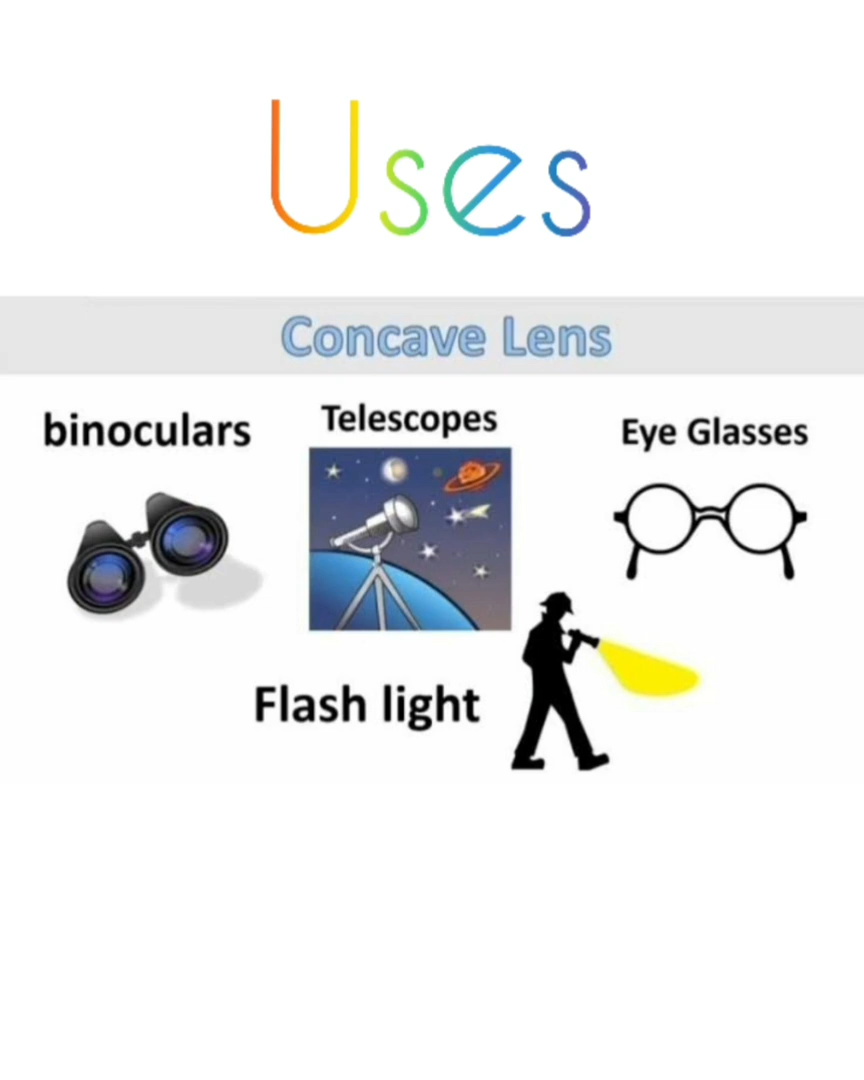 Uses
Concave Lens
binoculars
Telescopes
Eye Glasses
Flash light